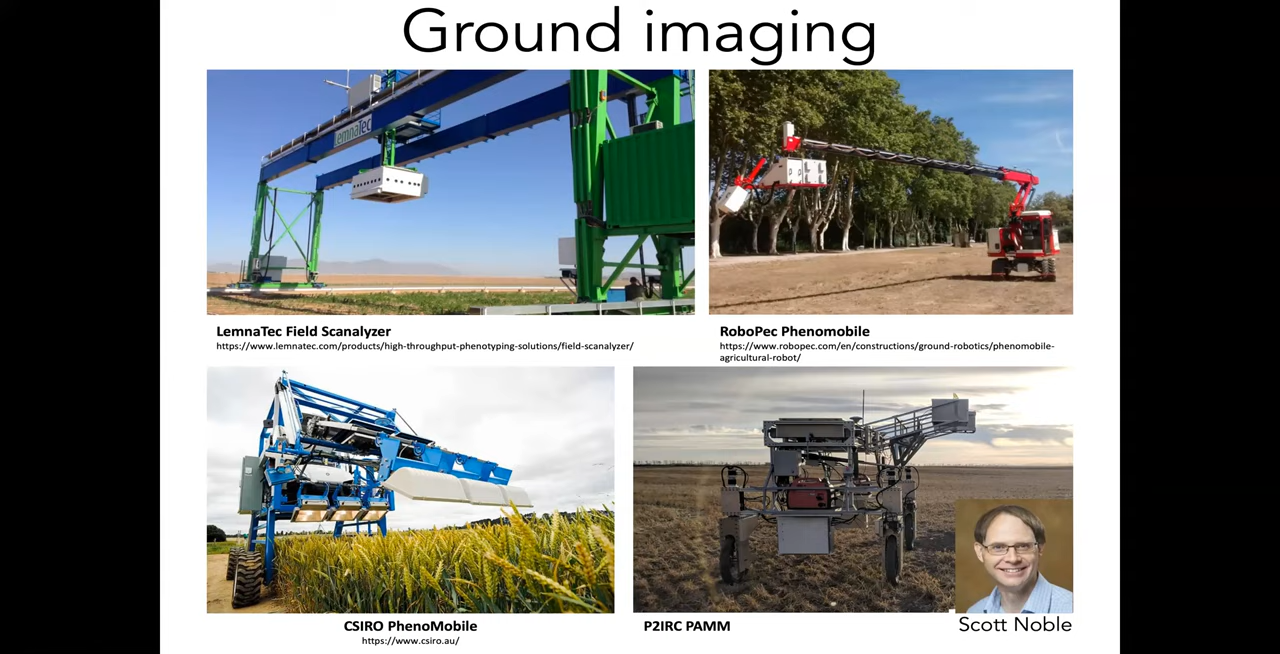 Ground imaging
LemnaTec
LemnaTec Field Scanalyzer
https://www.lemnatec.com/products/high-throughput-phenotyping-solutions/field-scanalyzer/
RoboPec Phenomobile
https://www.robopec.com/en/constructions/ground-robotics/phenomobile-
agricultural-robot/
CSIRO PhenoMobile
https://www.csiro.au/
P2IRC PAMM
Scott Noble